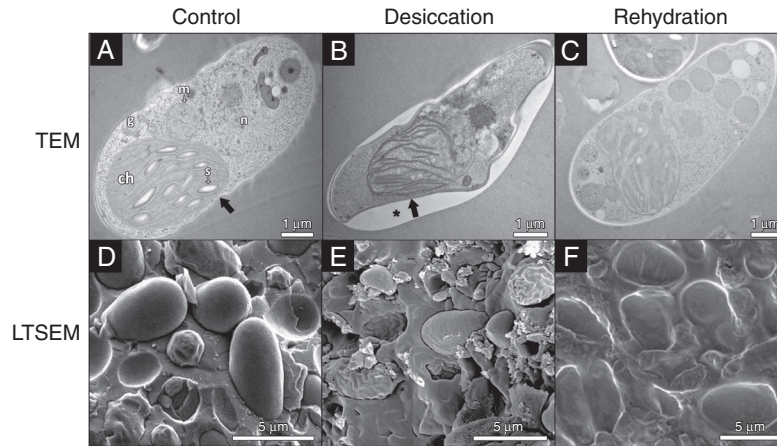 Control Desiccation Rehydration
TEM
A m g n ch s 1 μm
B * 1 μm
C 1 μm
LTSEM
D 5 μm
E 5 μm
F 5 μm